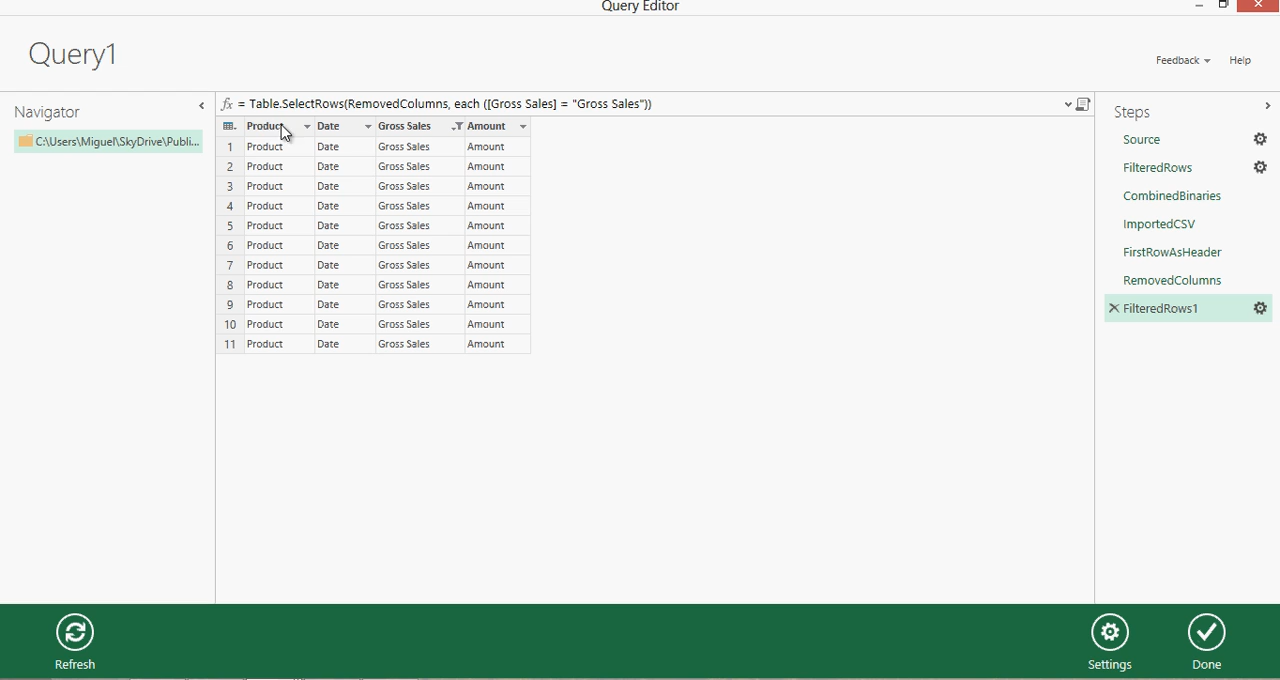 Query Editor
Query1
Feedback Help
Navigator
C:\Users\Miguel\SkyDrive\Publi...
fx = Table.SelectRows(RemovedColumns, each ([Gross Sales] = "Gross Sales"))
Product Date Gross Sales Amount
1 Product Date Gross Sales Amount
2 Product Date Gross Sales Amount
3 Product Date Gross Sales Amount
4 Product Date Gross Sales Amount
5 Product Date Gross Sales Amount
6 Product Date Gross Sales Amount
7 Product Date Gross Sales Amount
8 Product Date Gross Sales Amount
9 Product Date Gross Sales Amount
10 Product Date Gross Sales Amount
11 Product Date Gross Sales Amount
Steps
Source
FilteredRows
CombinedBinaries
ImportedCSV
FirstRowAsHeader
RemovedColumns
FilteredRows1
Refresh
Settings
Done